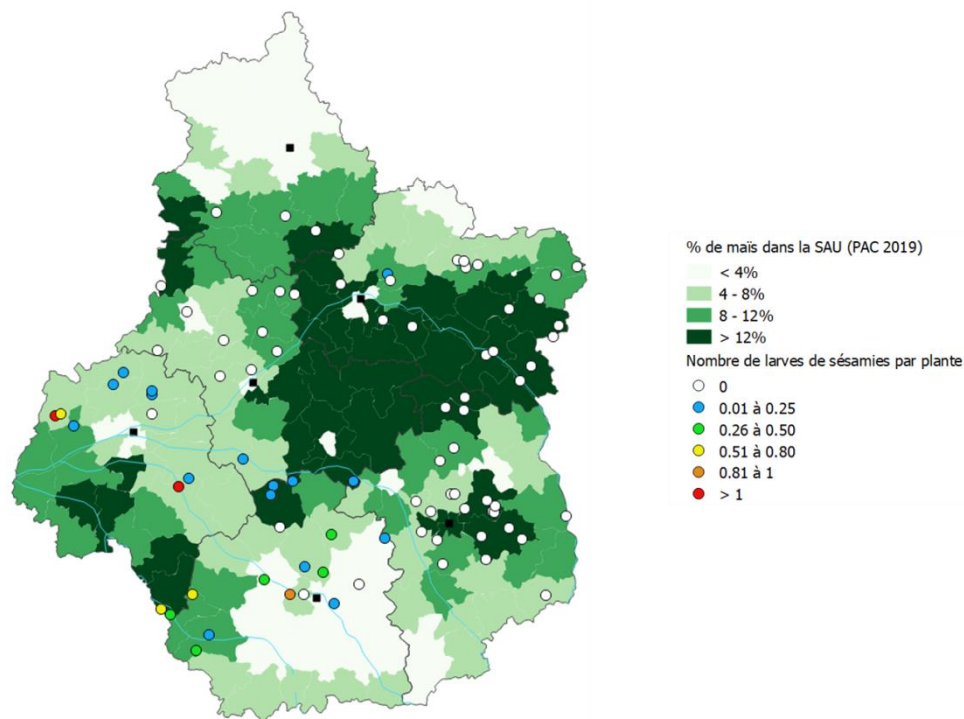 % de maïs dans la SAU (PAC 2019)
< 4%
4 - 8%
8 - 12%
> 12%
Nombre de larves de sésamies par plante
0
0.01 à 0.25
0.26 à 0.50
0.51 à 0.80
0.81 à 1
> 1